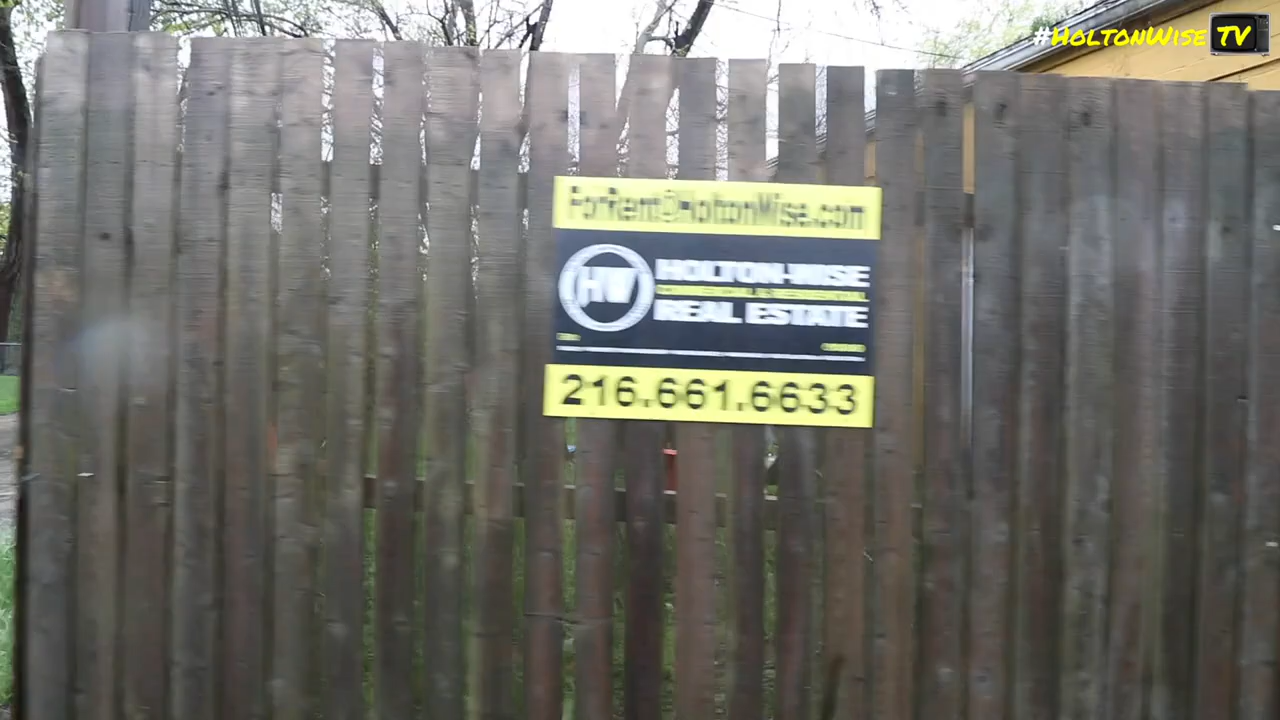 #HOLTONWISE TV
ForRent@HoltonWise.com
HW
HOLTON-WISE
REAL ESTATE
216.661.6633